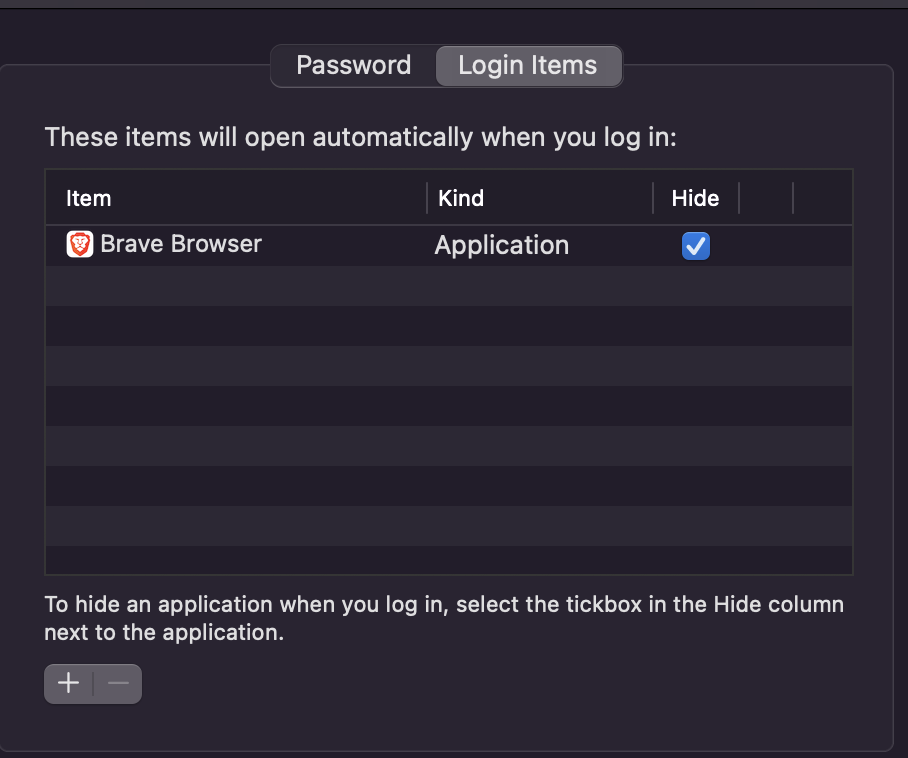 Password Login Items
These items will open automatically when you log in:
Item Kind Hide
Brave Browser Application
To hide an application when you log in, select the tickbox in the Hide column
next to the application.